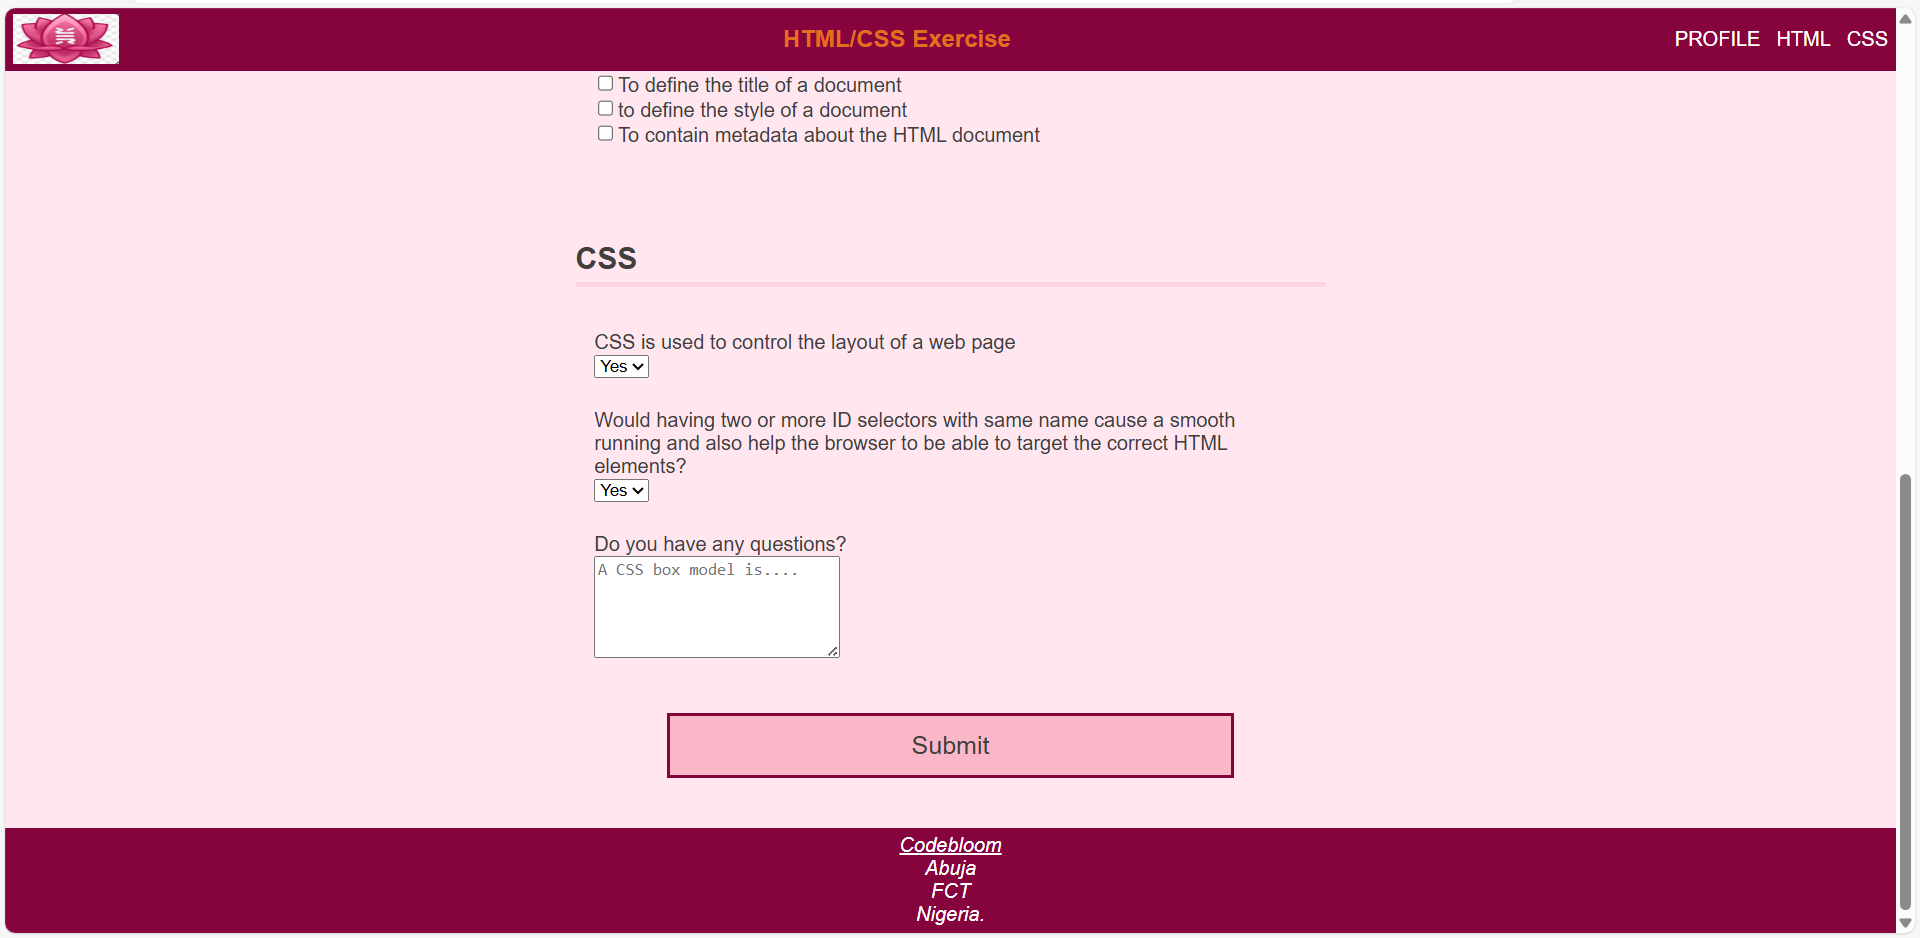 HTML/CSS Exercise
PROFILE HTML CSS
To define the title of a document
to define the style of a document
To contain metadata about the HTML document
CSS
CSS is used to control the layout of a web page
Yes
Would having two or more ID selectors with same name cause a smooth
running and also help the browser to be able to target the correct HTML
elements?
Yes
Do you have any questions?
A CSS box model is....
Submit
Codebloom
Abuja
FCT
Nigeria.